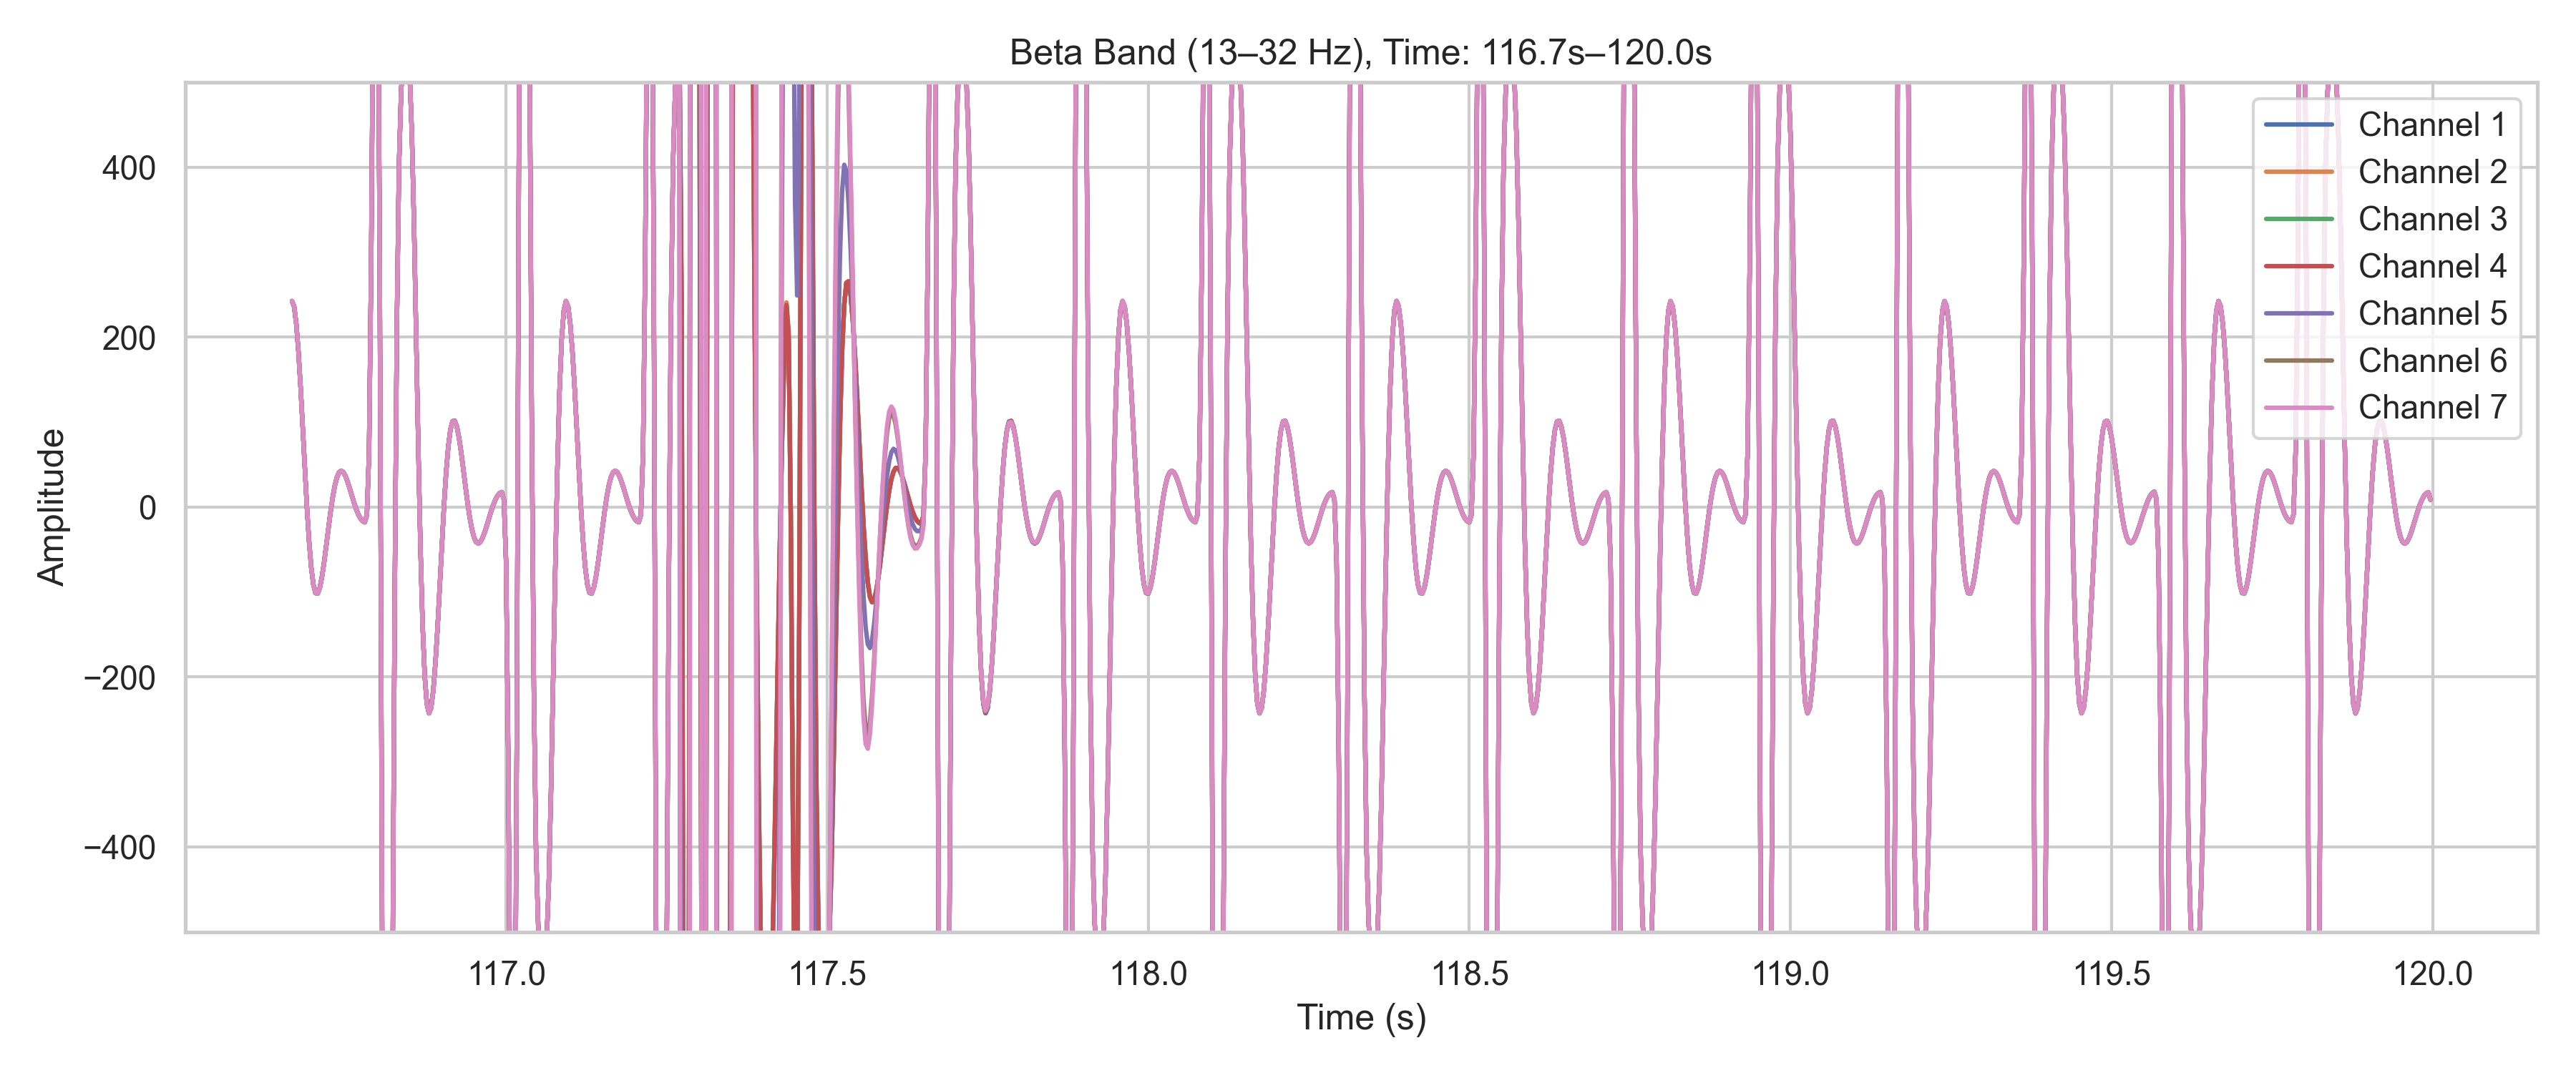 Beta Band (13–32 Hz), Time: 116.7s–120.0s
Amplitude
400
200
0
−200
−400
117.0
117.5
118.0
118.5
119.0
119.5
120.0
Time (s)
Channel 1
Channel 2
Channel 3
Channel 4
Channel 5
Channel 6
Channel 7